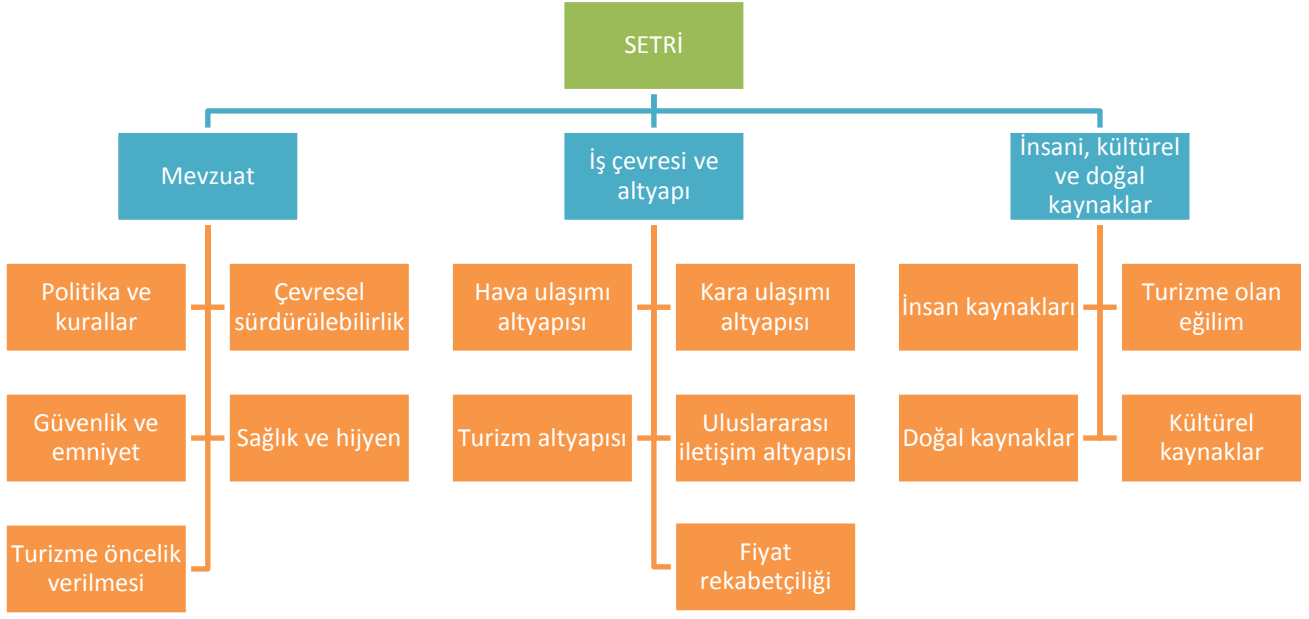 SETRİ
Mevzuat
İş çevresi ve
altyapı
İnsani, kültürel
ve doğal
kaynaklar
Politika ve
kurallar
Çevresel
sürdürülebilirlik
Hava ulaşımı
altyapısı
Kara ulaşımı
altyapısı
İnsan kaynakları
Turizme olan
eğilim
Güvenlik ve
emniyet
Sağlık ve hijyen
Turizm altyapısı
Uluslararası
iletişim altyapısı
Doğal kaynaklar
Kültürel
kaynaklar
Turizme öncelik
verilmesi
Fiyat
rekabetçiliği